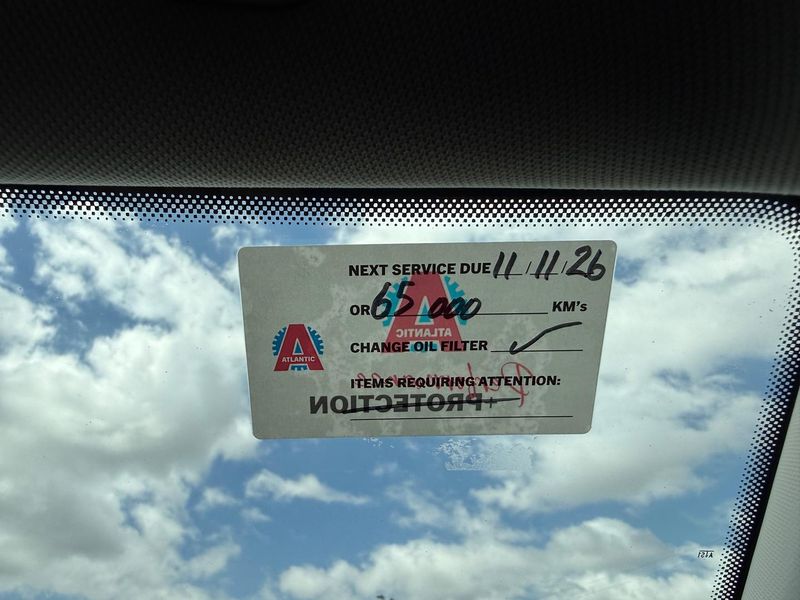 NEXT SERVICE DUE 11/11/26
OR 65 000 KM's
ATLANTIC
CHANGE OIL FILTER ✓
ATLANTIC
ITEMS REQUIRING ATTENTION:
+PROTECTION